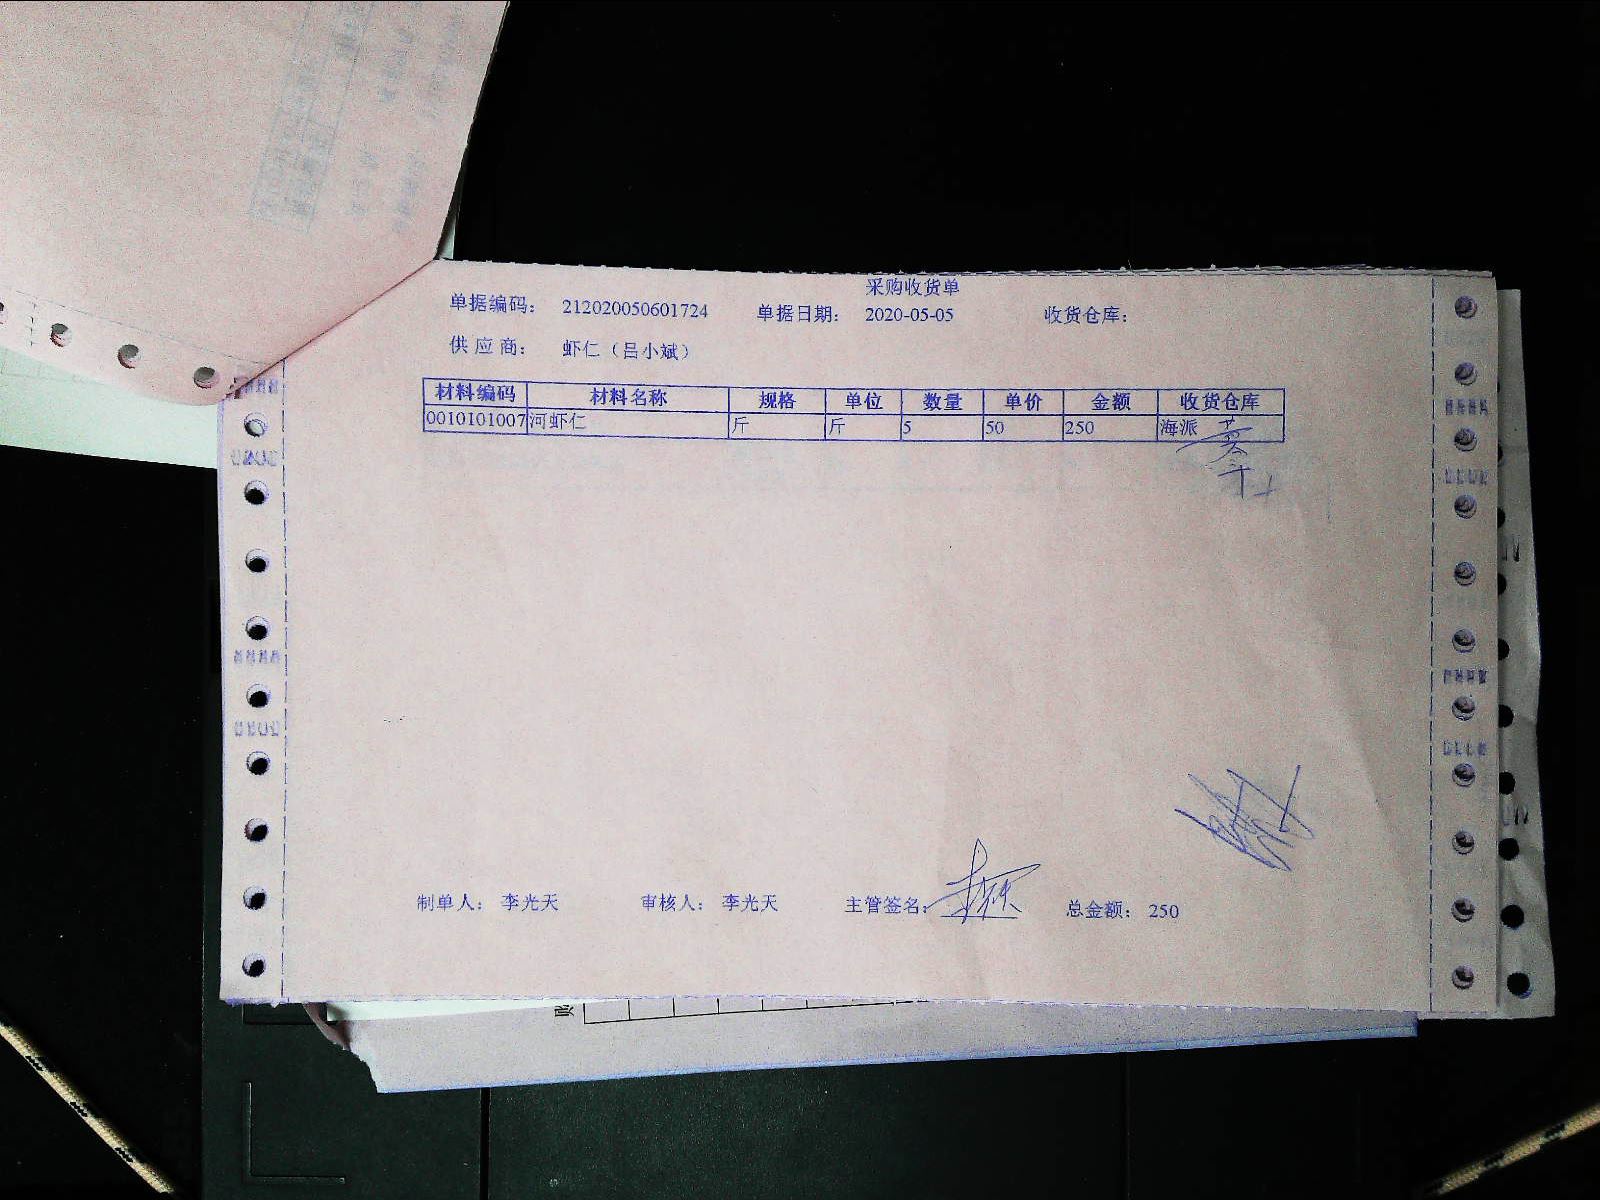 采购收货单
单据编码： 212020050601724 单据日期： 2020-05-05 收货仓库：
供 应 商： 虾仁（吕小斌）
材料编码 材料名称 规格 单位 数量 单价 金额 收货仓库
0010101007 河虾仁 斤 斤 5 50 250 海派
制单人： 李光天 审核人： 李光天 主管签名： 总金额： 250